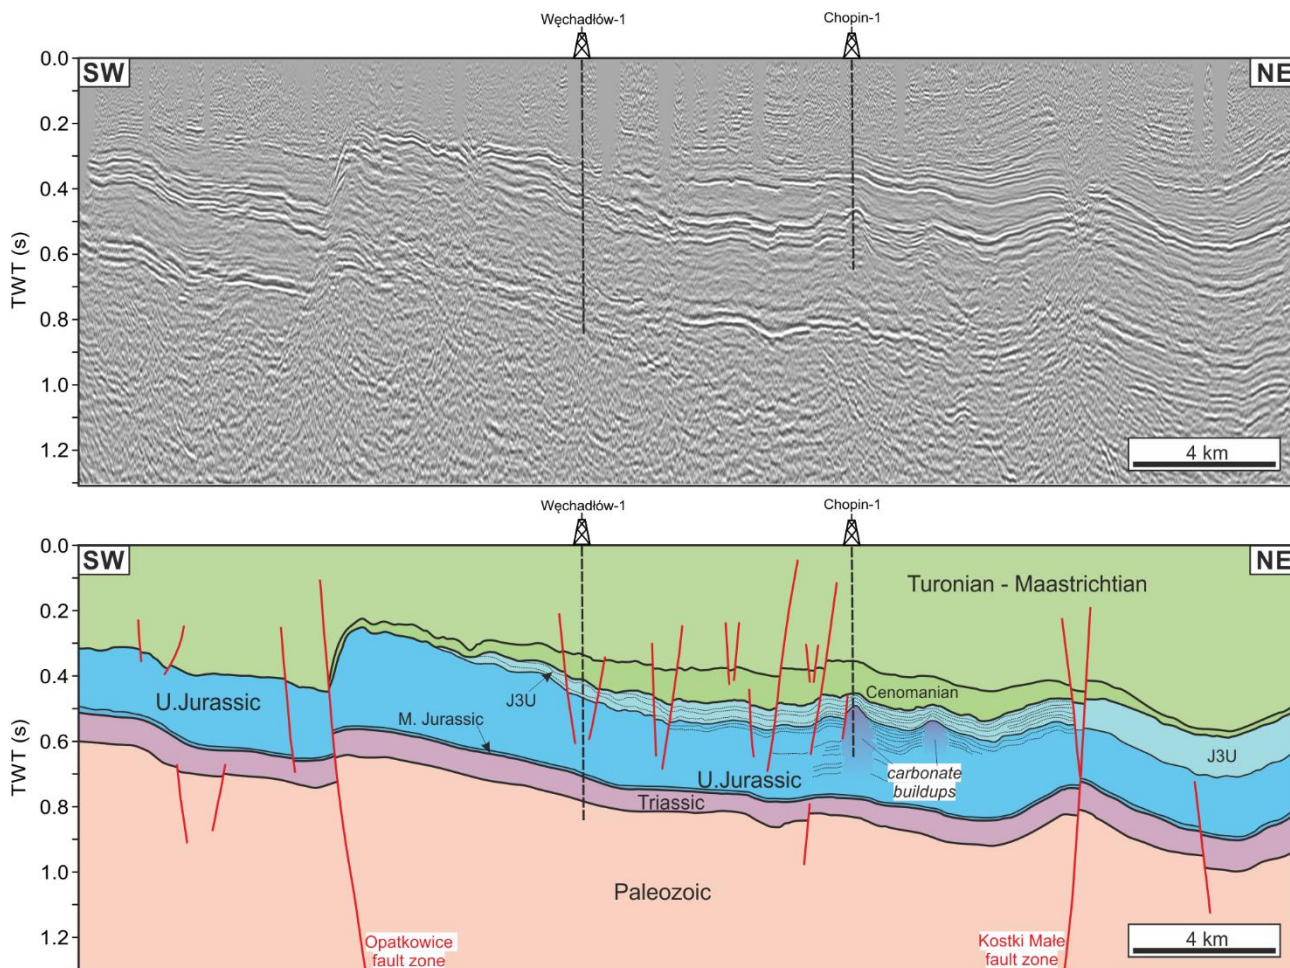 Węchadłów-1
Chopin-1
0.0
SW
NE
0.2
0.4
0.6
TWT (s)
0.8
1.0
1.2
4 km
Węchadłów-1
Chopin-1
0.0
SW
NE
Turonian - Maastrichtian
0.2
0.4
Cenomanian
U.Jurassic
J3U
M. Jurassic
0.6
TWT (s)
J3U
U.Jurassic
carbonate
buildups
Triassic
0.8
Paleozoic
1.0
1.2
Opatkowice
fault zone
Kostki Małe
fault zone
4 km